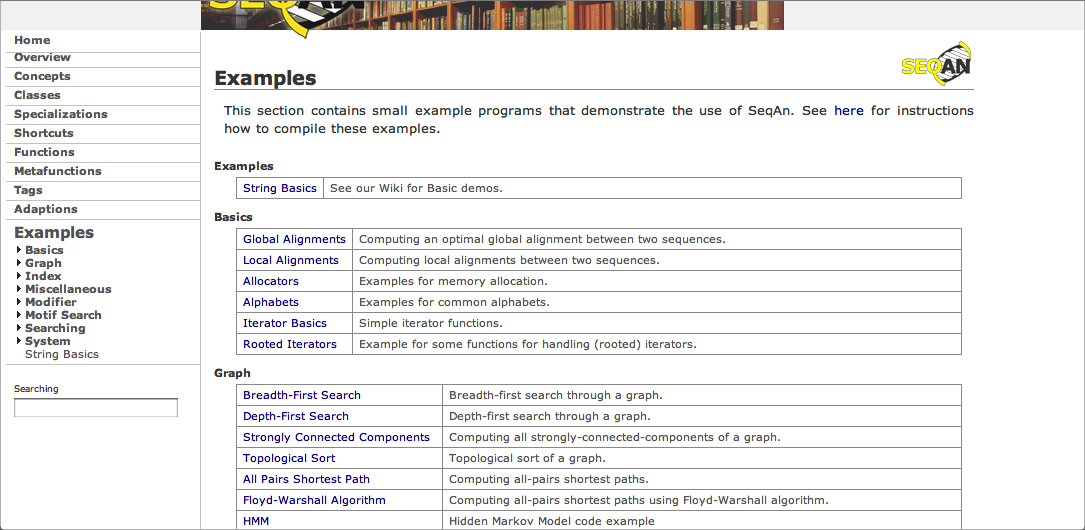 SEQAN
Home
Overview
Concepts
Classes
Specializations
Shortcuts
Functions
Metafunctions
Tags
Adaptions
Examples
Basics
Graph
Index
Miscellaneous
Modifier
Motif Search
Searching
System
String Basics
Searching
SEQAN
Examples
This section contains small example programs that demonstrate the use of SeqAn. See here for instructions
how to compile these examples.
Examples
String Basics See our Wiki for Basic demos.
Basics
Global Alignments Computing an optimal global alignment between two sequences.
Local Alignments Computing local alignments between two sequences.
Allocators Examples for memory allocation.
Alphabets Examples for common alphabets.
Iterator Basics Simple iterator functions.
Rooted Iterators Example for some functions for handling (rooted) iterators.
Graph
Breadth-First Search Breadth-first search through a graph.
Depth-First Search Depth-first search through a graph.
Strongly Connected Components Computing all strongly-connected-components of a graph.
Topological Sort Topological sort of a graph.
All Pairs Shortest Path Computing all-pairs shortest paths.
Floyd-Warshall Algorithm Computing all-pairs shortest paths using Floyd-Warshall algorithm.
HMM Hidden Markov Model code example